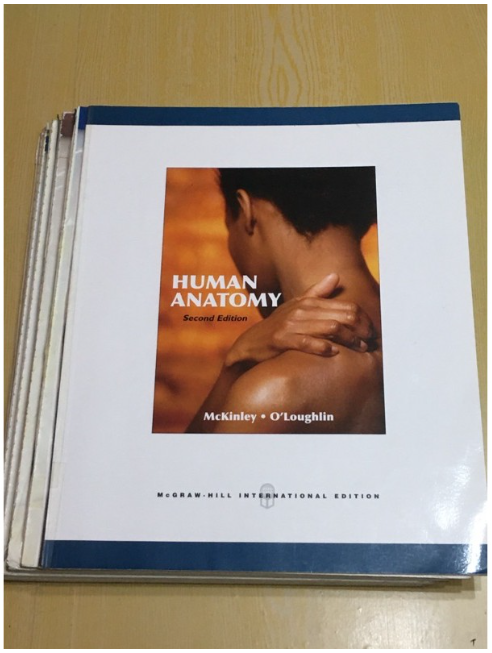 HUMAN
ANATOMY
Second Edition
McKinley • O'Loughlin
McGRAW-HILL INTERNATIONAL EDITION